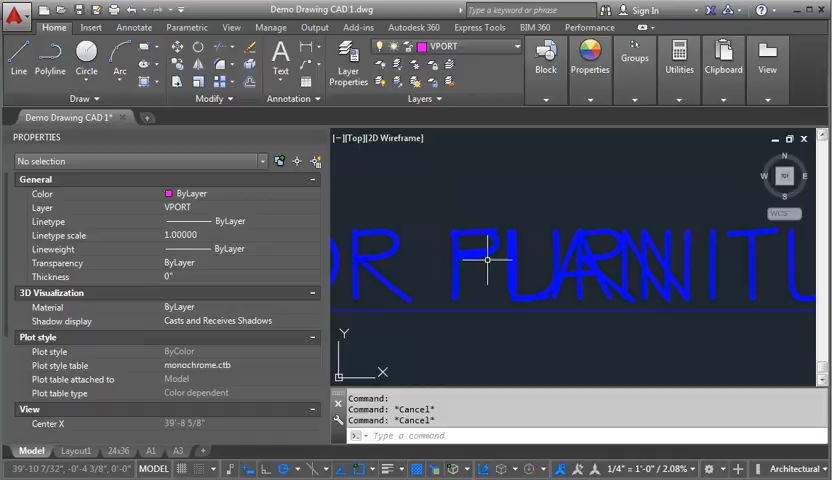 Demo Drawing CAD 1.dwg
Type a keyword or phrase
Sign In
Home Insert Annotate Parametric View Manage Output Add-ins Autodesk 360 Express Tools BIM 360 Performance
VPORT
Line Polyline Circle Arc Text Layer Properties Block Properties Groups Utilities Clipboard View
Draw Modify Annotation Layers
Demo Drawing CAD 1*
PROPERTIES
[−][Top][2D Wireframe]
No selection
N
W TOP E
S
WCS
General
Color ByLayer
Layer VPORT
Linetype ByLayer
Linetype scale 1.00000
Lineweight ByLayer
Transparency ByLayer
Thickness 0"
3D Visualization
Material ByLayer
Shadow display Casts and Receives Shadows
Plot style
Plot style ByColor
Plot style table monochrome.ctb
Plot table attached to Model
Plot table type Color dependent
View
Center X 39'-8 5/8"
Y
X
Command:
Command: *Cancel*
Command: *Cancel*
Type a command
Model Layout1 24x36 A1 A3
39'-10 7/32", -0'-4 3/8", 0'-0" MODEL 1/4" = 1'-0" / 2.08% Architectural